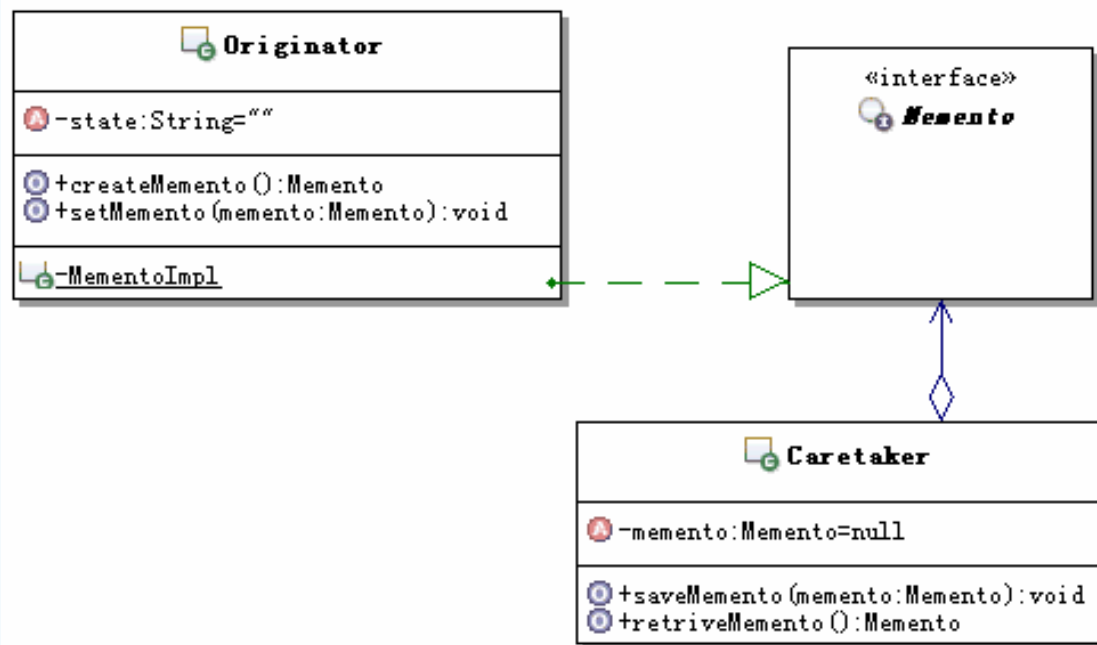 Originator
-state:String=""
+createMemento():Memento
+setMemento(memento:Memento):void
-MementoImpl
«interface»
Memento
Caretaker
-memento:Memento=null
+saveMemento(memento:Memento):void
+retriveMemento():Memento